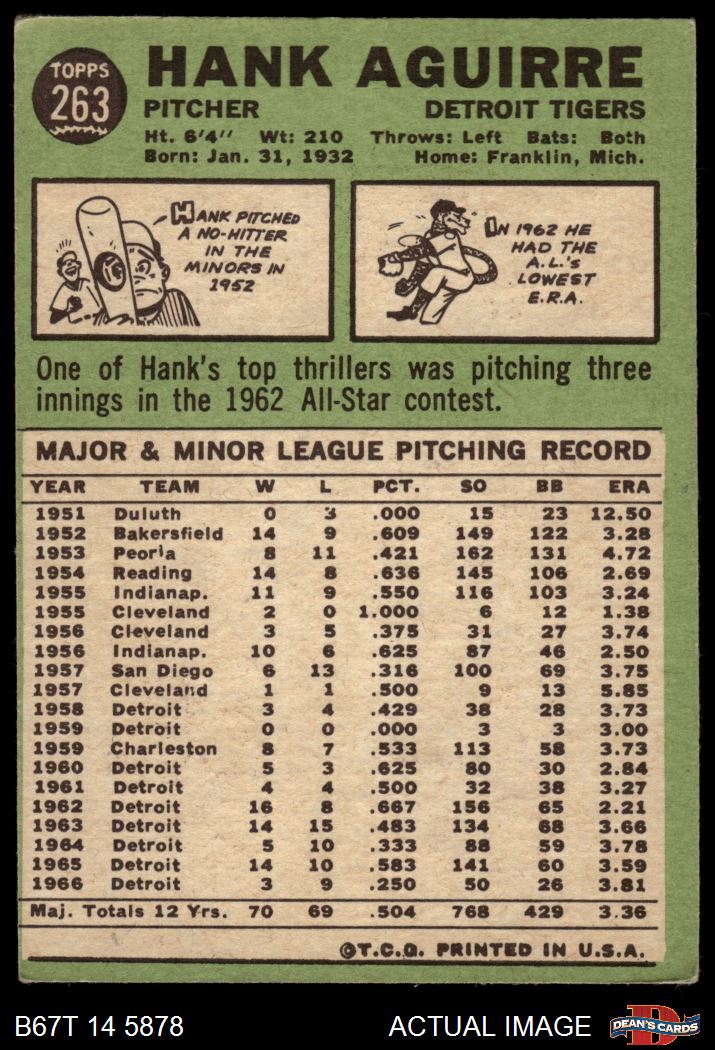 TOPPS
263
HANK AGUIRRE
PITCHER DETROIT TIGERS
Ht. 6'4" Wt: 210 Throws: Left Bats: Both
Born: Jan. 31, 1932 Home: Franklin, Mich.
HANK PITCHED
A NO-HITTER
IN THE
MINORS IN
1952
IN 1962 HE
HAD THE
A.L.'S
LOWEST
E.R.A.
One of Hank's top thrillers was pitching three
innings in the 1962 All-Star contest.
MAJOR & MINOR LEAGUE PITCHING RECORD
YEAR TEAM W L PCT. SO BB ERA
1951 Duluth 0 3 .000 15 23 12.50
1952 Bakersfield 14 9 .609 149 122 3.28
1953 Peoria 8 11 .421 162 131 4.72
1954 Reading 14 8 .636 145 106 2.69
1955 Indianap. 11 9 .550 116 103 3.24
1955 Cleveland 2 0 1.000 6 12 1.38
1956 Cleveland 3 5 .375 31 27 3.74
1956 Indianap. 10 6 .625 87 46 2.50
1957 San Diego 6 13 .316 100 69 3.75
1957 Cleveland 1 1 .500 9 13 5.85
1958 Detroit 3 4 .429 38 28 3.73
1959 Detroit 0 0 .000 3 3 3.00
1959 Charleston 8 7 .533 113 58 3.73
1960 Detroit 5 3 .625 80 30 2.84
1961 Detroit 4 4 .500 32 38 3.27
1962 Detroit 16 8 .667 156 65 2.21
1963 Detroit 14 15 .483 134 68 3.66
1964 Detroit 5 10 .333 88 59 3.78
1965 Detroit 14 10 .583 141 60 3.59
1966 Detroit 3 9 .250 50 26 3.81
Maj. Totals 12 Yrs. 70 69 .504 768 429 3.36
©T.C.G. PRINTED IN U.S.A.
B67T 14 5878 ACTUAL IMAGE
D
DEAN'S CARDS